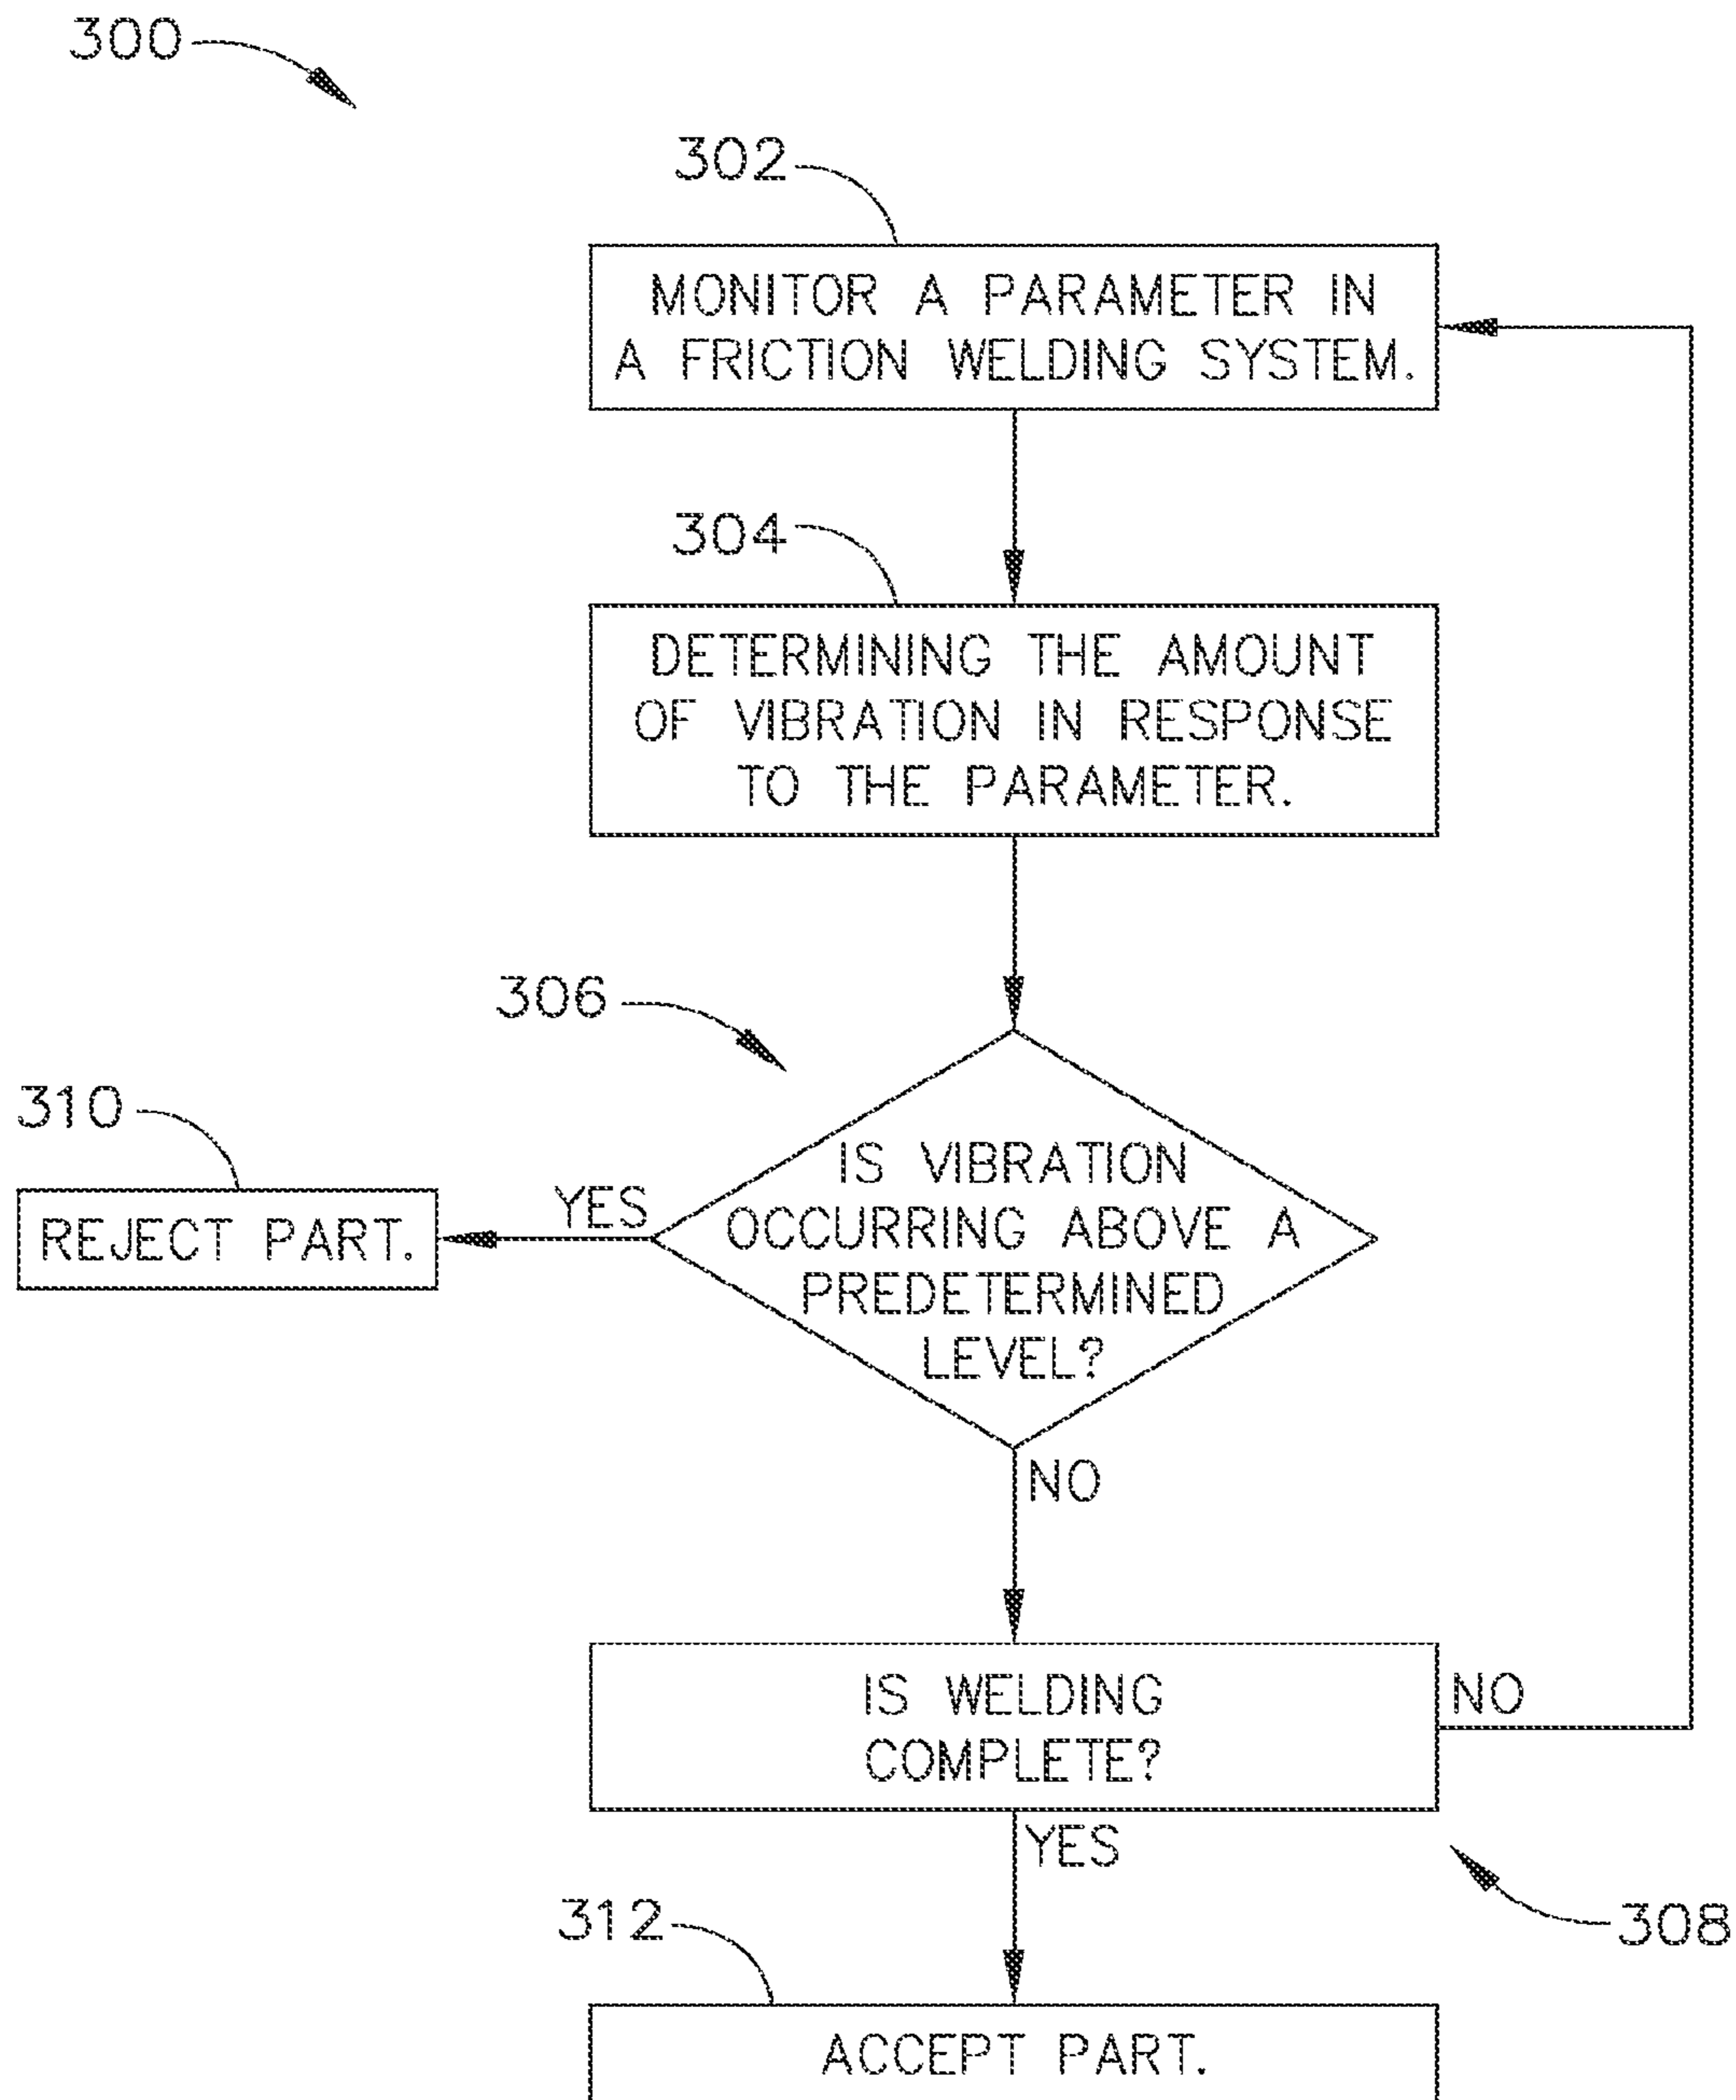 300
302
MONITOR A PARAMETER IN
A FRICTION WELDING SYSTEM.
304
DETERMINING THE AMOUNT
OF VIBRATION IN RESPONSE
TO THE PARAMETER.
306
310
IS VIBRATION
OCCURRING ABOVE A
PREDETERMINED
LEVEL?
YES
REJECT PART.
NO
IS WELDING
COMPLETE?
NO
YES
308
312
ACCEPT PART.